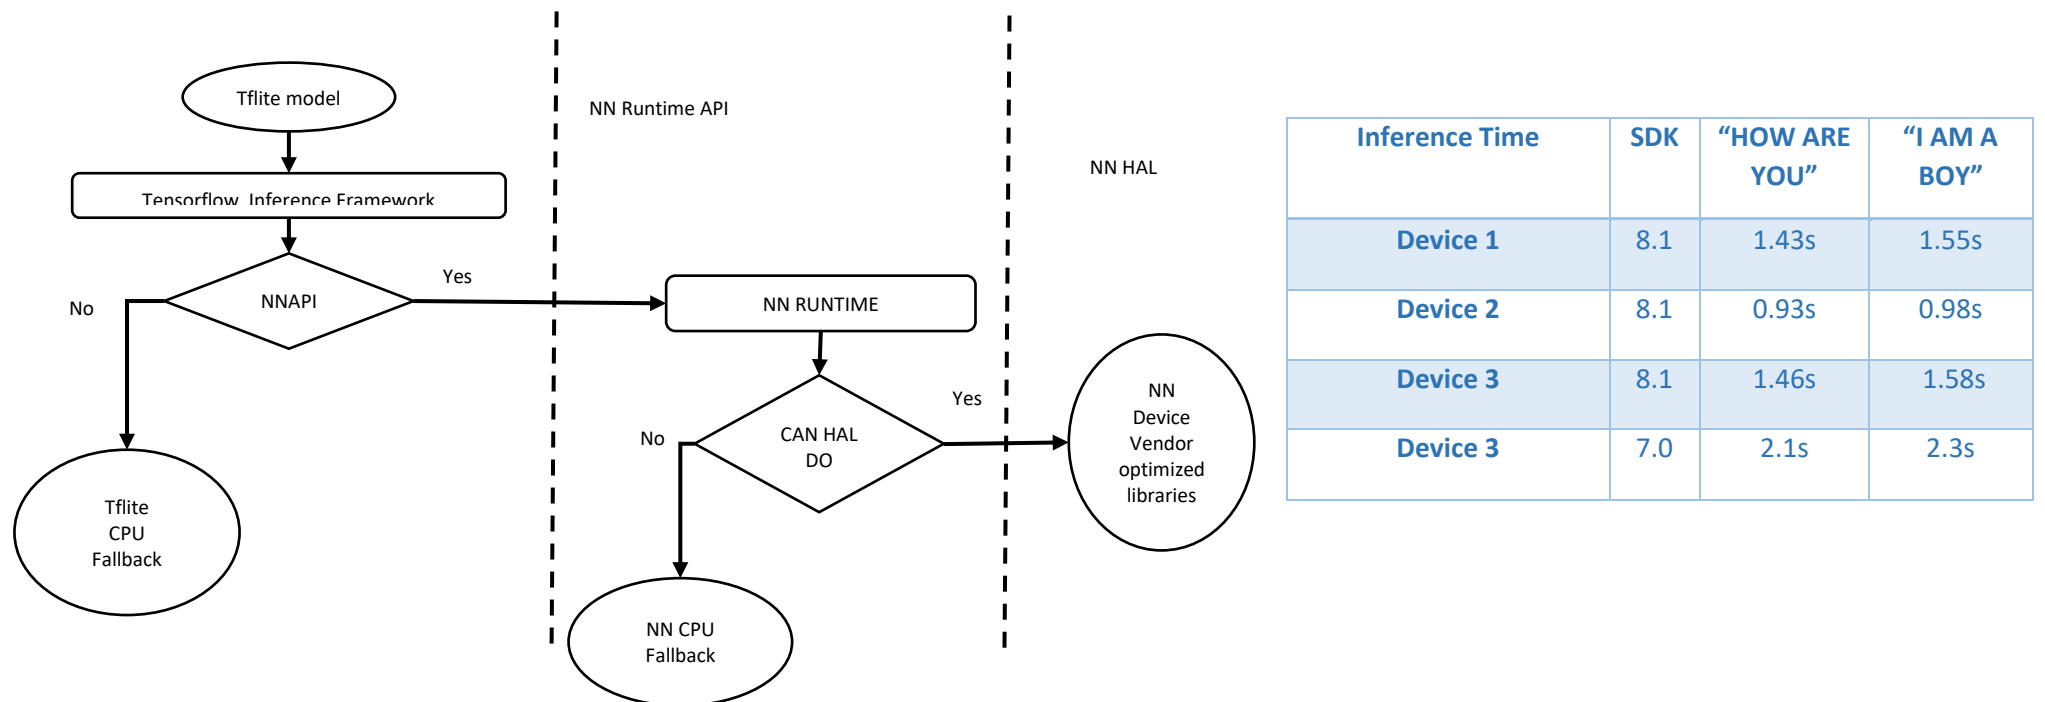 Tflite model
Tensorflow Inference Framework
NNAPI
Yes
No
Tflite
CPU
Fallback
NN Runtime API
NN RUNTIME
CAN HAL
DO
Yes
No
NN CPU
Fallback
NN HAL
NN
Device
Vendor
optimized
libraries
Inference Time SDK “HOW ARE YOU” “I AM A BOY”
Device 1 8.1 1.43s 1.55s
Device 2 8.1 0.93s 0.98s
Device 3 8.1 1.46s 1.58s
Device 3 7.0 2.1s 2.3s